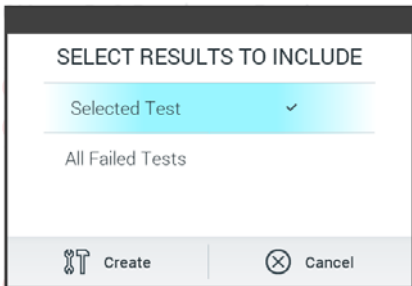 SELECT RESULTS TO INCLUDE
Selected Test
All Failed Tests
Create Cancel